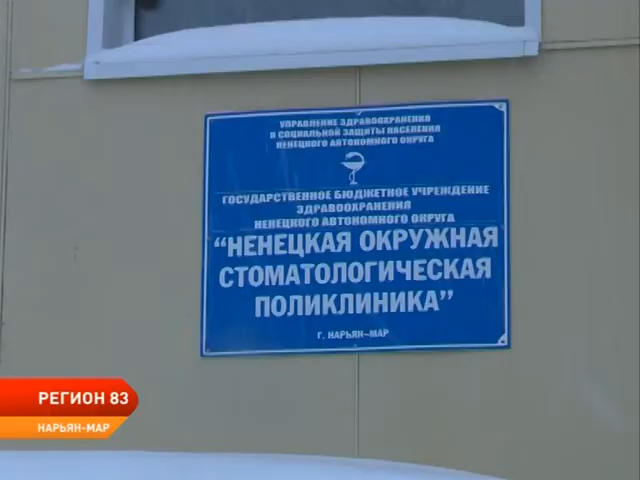 УПРАВЛЕНИЕ ЗДРАВООХРАНЕНИЯ
И СОЦИАЛЬНОЙ ЗАЩИТЫ НАСЕЛЕНИЯ
НЕНЕЦКОГО АВТОНОМНОГО ОКРУГА
ГОСУДАРСТВЕННОЕ БЮДЖЕТНОЕ УЧРЕЖДЕНИЕ
ЗДРАВООХРАНЕНИЯ
НЕНЕЦКОГО АВТОНОМНОГО ОКРУГА
“НЕНЕЦКАЯ ОКРУЖНАЯ
СТОМАТОЛОГИЧЕСКАЯ
ПОЛИКЛИНИКА”
Г. НАРЬЯН-МАР
РЕГИОН 83
НАРЬЯН-МАР